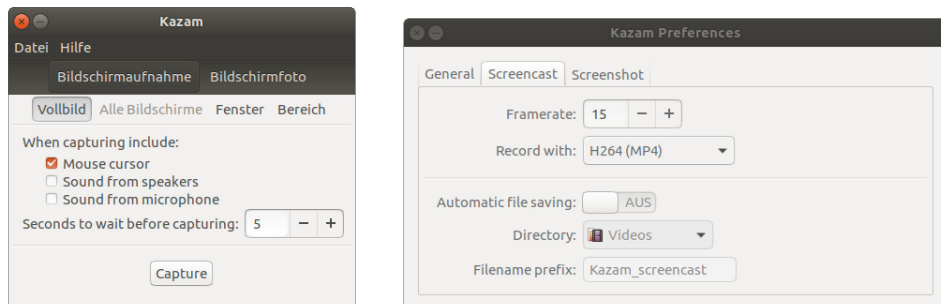 Kazam
Datei Hilfe
Bildschirmaufnahme Bildschirmfoto
Vollbild Alle Bildschirme Fenster Bereich
When capturing include:
Mouse cursor
Sound from speakers
Sound from microphone
Seconds to wait before capturing: 5 − +
Capture
Kazam Preferences
General Screencast Screenshot
Framerate: 15 − +
Record with: H264 (MP4)
Automatic file saving: AUS
Directory: Videos
Filename prefix: Kazam_screencast